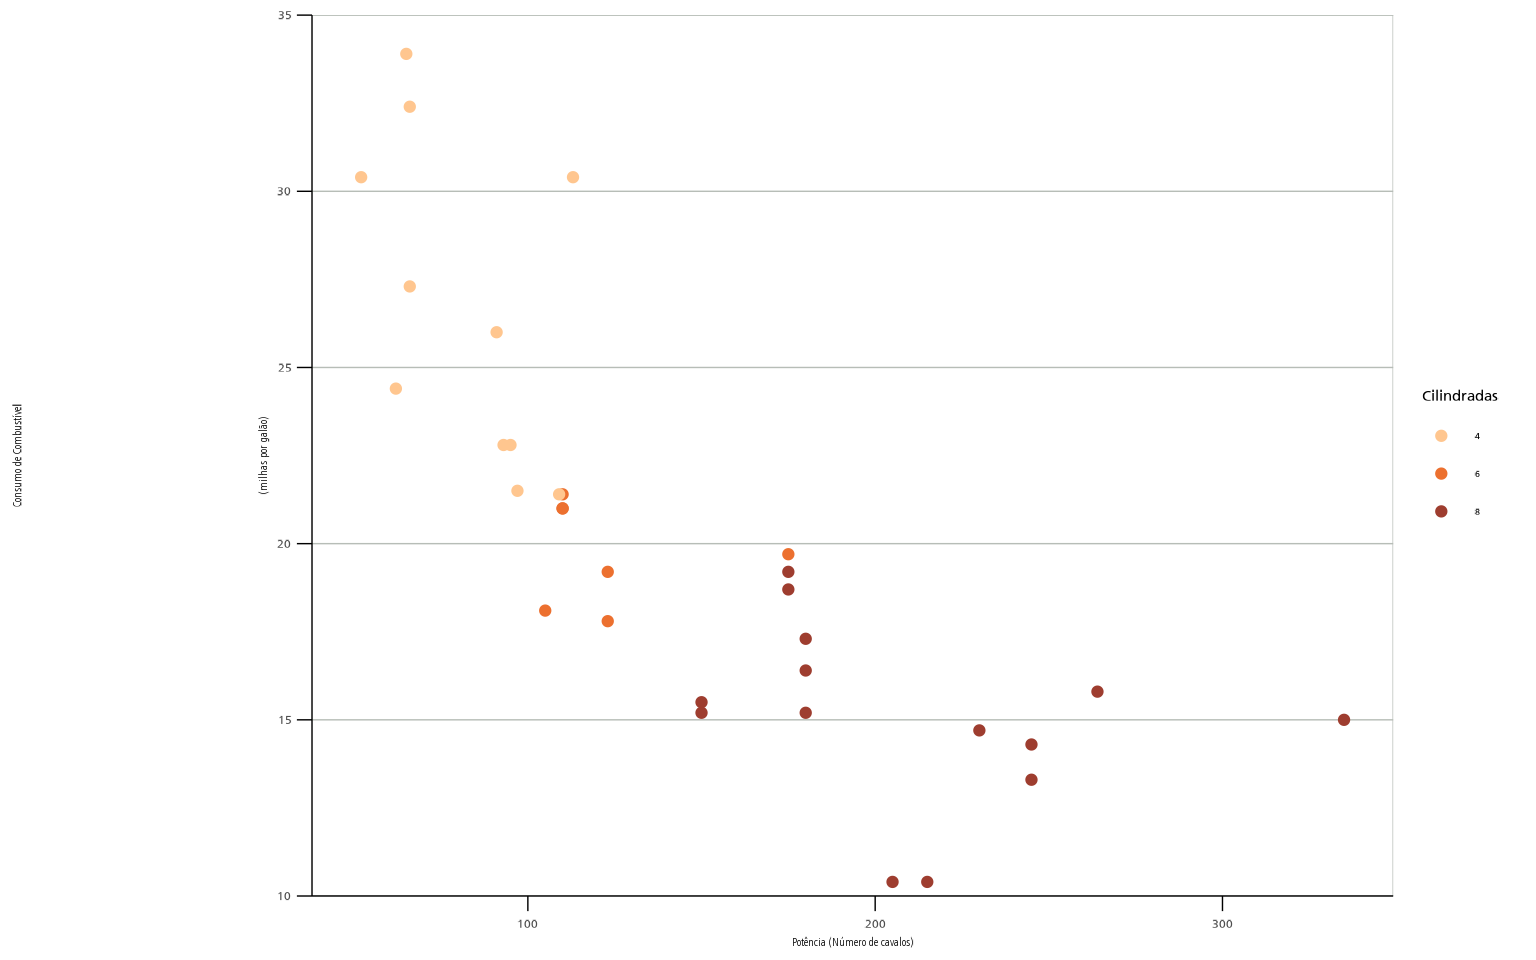 Consumo de Combustível
(milhas por galão)
35
30
25
20
15
10
100 200 300
Potência (Número de cavalos)
Cilindradas
4
6
8